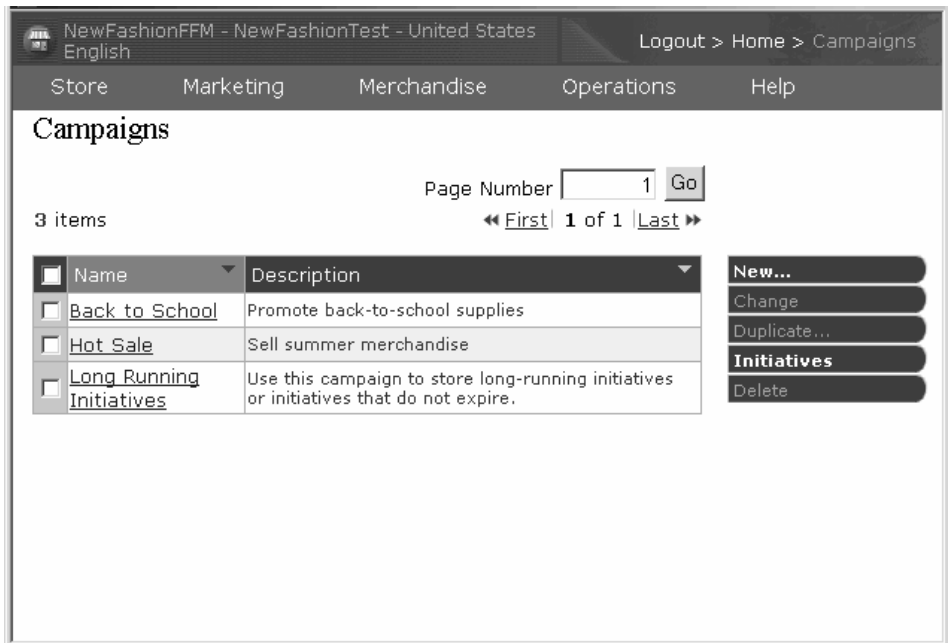 NewFashionFFM - NewFashionTest - United States
English
Logout > Home > Campaigns
Store Marketing Merchandise Operations Help
Campaigns
Page Number 1 Go
3 items
First 1 of 1 Last
Name Description
Back to School Promote back-to-school supplies
Hot Sale Sell summer merchandise
Long Running
Initiatives
Use this campaign to store long-running initiatives
or initiatives that do not expire.
New...
Change
Duplicate...
Initiatives
Delete